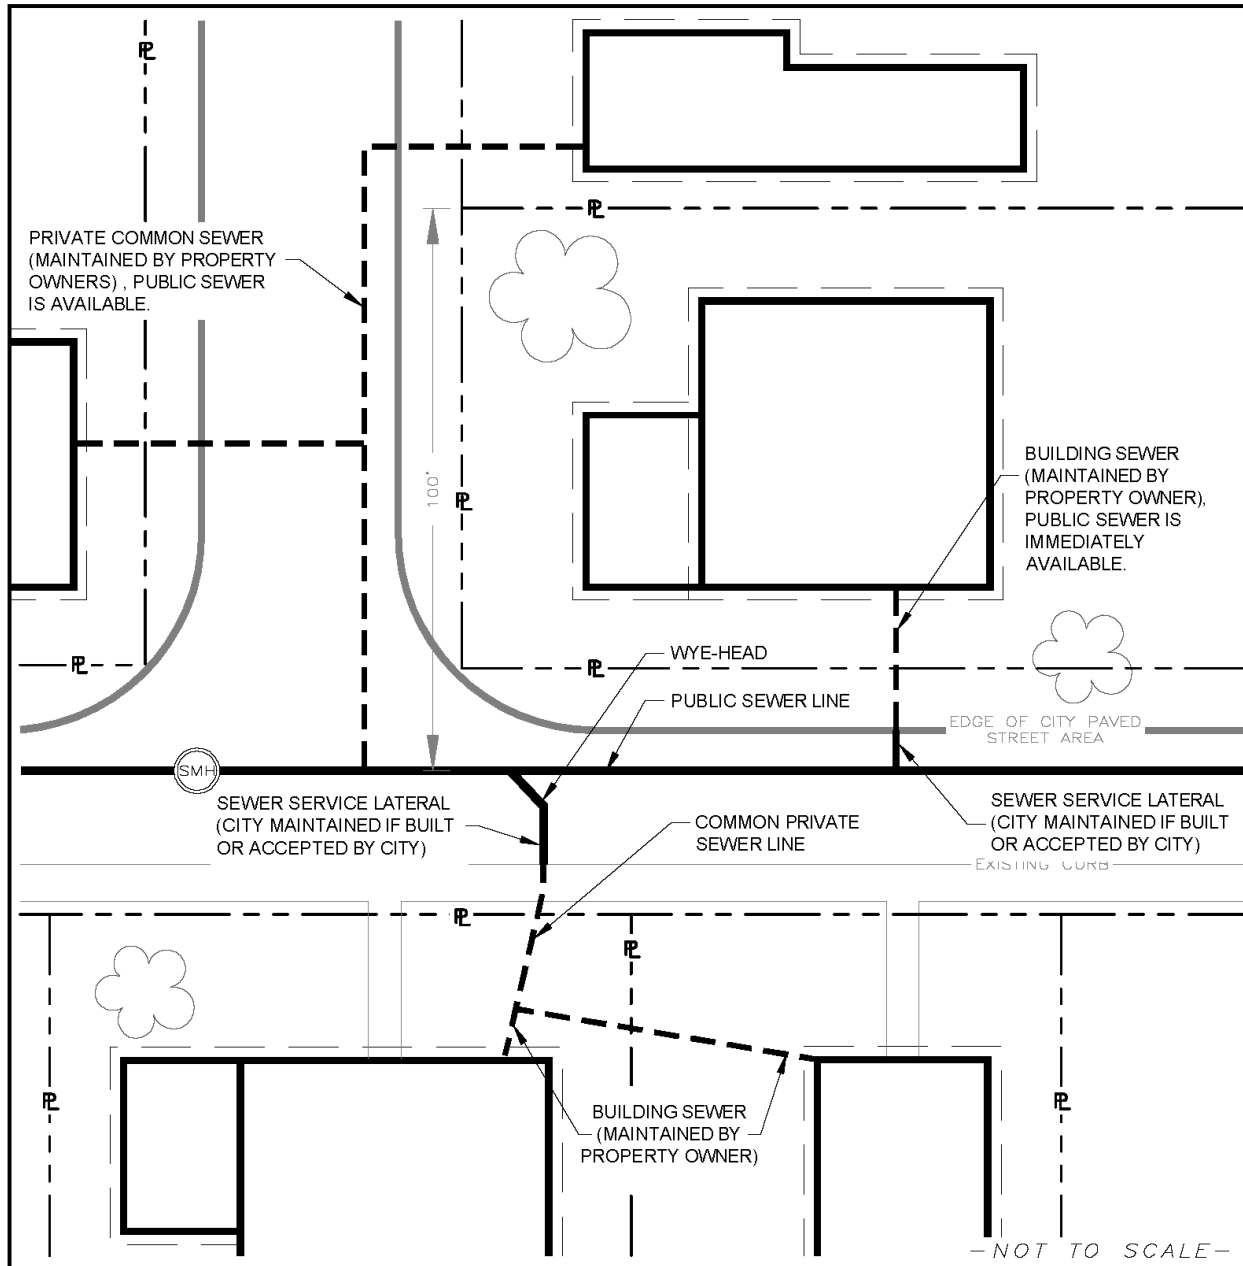 PL
PRIVATE COMMON SEWER
(MAINTAINED BY PROPERTY
OWNERS) , PUBLIC SEWER
IS AVAILABLE.
PL
100'
PL
BUILDING SEWER
(MAINTAINED BY
PROPERTY OWNER),
PUBLIC SEWER IS
IMMEDIATELY
AVAILABLE.
PL
WYE-HEAD
PL
PUBLIC SEWER LINE
EDGE OF CITY PAVED
STREET AREA
SMH
SEWER SERVICE LATERAL
(CITY MAINTAINED IF BUILT
OR ACCEPTED BY CITY)
COMMON PRIVATE
SEWER LINE
SEWER SERVICE LATERAL
(CITY MAINTAINED IF BUILT
OR ACCEPTED BY CITY)
EXISTING CURB
PL
PL
PL
BUILDING SEWER
(MAINTAINED BY
PROPERTY OWNER)
PL
-NOT TO SCALE-